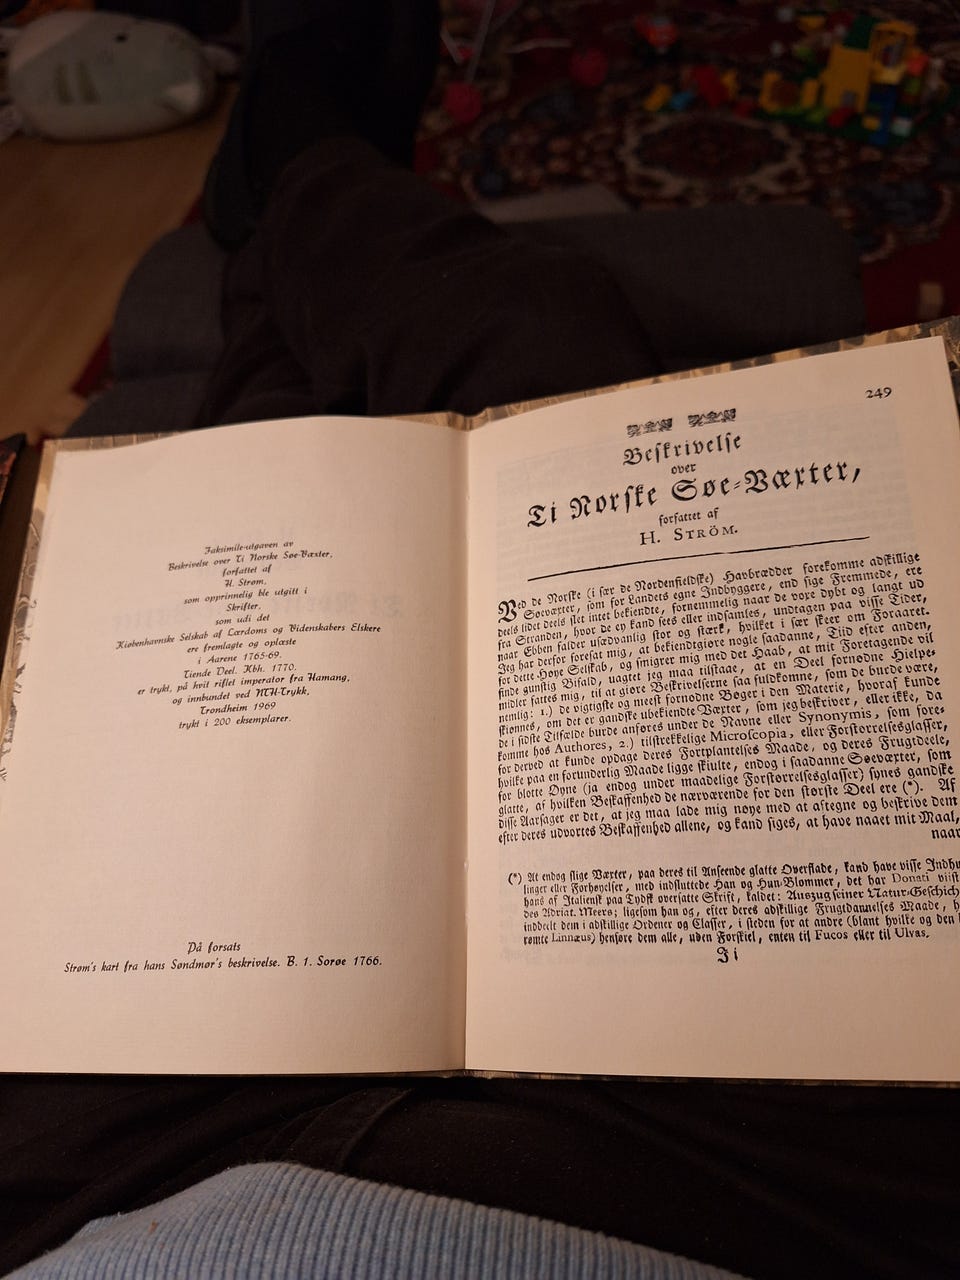 Faksimile-utgaven av
Beskrivelse over Ti Norske Søe-Væxter,
forfattet af
H. Strøm,
som opprinnelig ble utgitt i
Skrifter,
som udi det
Kiøbenhavnske Selskab af Lærdoms og Videnskabers Elskere
ere fremlagte og oplæste
i Aarene 1765-69.
Tiende Deel. Kbh. 1770.
er trykt, på hvit riflet imperator fra Hamang,
og innbundet ved NTH-Trykk,
Trondheim 1969
trykt i 200 eksemplarer.
På forsats
Strøm's kart fra hans Søndmør's beskrivelse. B. 1. Sorøe 1766.
249
Beſkrivelſe
over
Ti Norſke Søe-Væxter,
forfattet af
H. STRÖM.
Ved de Norſke (i ſær de Nordenfieldſke) Havbrædder forekomme adſkillige
Søevæxter, ſom for Landets egne Indbyggere, end ſige Fremmede, ere
deels lidet deels ſlet intet bekiendte, fornemmelig naar de voxe dybt og langt ud
fra Stranden, hvor de ey kand ſees eller indſamles, undtagen paa viſſe Tider,
naar Ebben falder uſædvanlig ſtor og ſtærk, hvilket i ſær ſkeer om Foraaret.
Jeg har derfor foreſat mig, at bekiendtgiøre nogle ſaadanne, Tiid efter anden,
for dette Høye Selſkab, og ſmigrer mig med det Haab, at mit Foretagende vil
finde gunſtig Bifald, uagtet jeg maa tilſtaae, at en Deel fornødne Hielpe-
midler fattes mig, til at giøre Beſkrivelſerne ſaa fuldkomne, ſom de burde være,
nemlig: 1.) de vigtigſte og meeſt fornødne Bøger i den Materie, hvoraf kunde
ſkiønnes, om det er gandſke ubekiendte Væxter, ſom jeg beſkriver, eller ikke, da
de i ſidſte Tilfælde burde anføres under de Navne eller Synonymis, ſom fore-
komme hos Authores, 2.) tilſtrekkelige Microſcopia, eller Forſtorrelſesglaſſer,
for derved at kunde opdage deres Fortplantelſes Maade, og deres Frugtdeele,
hvilke paa en forunderlig Maade ligge ſkiulte, endog i ſaadanne Søevæxter, ſom
for blotte Øyne (ja endog under maadelige Forſtorrelſesglaſſer) ſynes gandſke
glatte, af hvilken Beſkaffenhed de nærværende for den ſtørſte Deel ere (*). Af
diſſe Aarſager er det, at jeg maa lade mig nøye med at aftegne og beſkrive dem
efter deres udvortes Beſkaffenhed allene, og kand ſiges, at have naaet mit Maal,
naar
(*) At endog ſlige Væxter, paa deres til Anſeende glatte Overflade, kand have viſſe Indhu
linger eller Forhøyelſer, med indſluttede Han og Hun-Blommer, det har Donati viiſt
hans af Italienſk paa Tydſk overſatte Skrift, kaldet: Auszug ſeiner Natur-Geſchich
des Adriat. Meers; ligeſom han og, efter deres adſkillige Frugtdannelſes Maade, h
inddelt dem i adſkillige Ordener og Claſſer, i ſteden for at andre (blant hvilke og den
rømte Linnæus) henføre dem alle, uden Forſkiel, enten til Fucos eller til Ulvas.
Ii